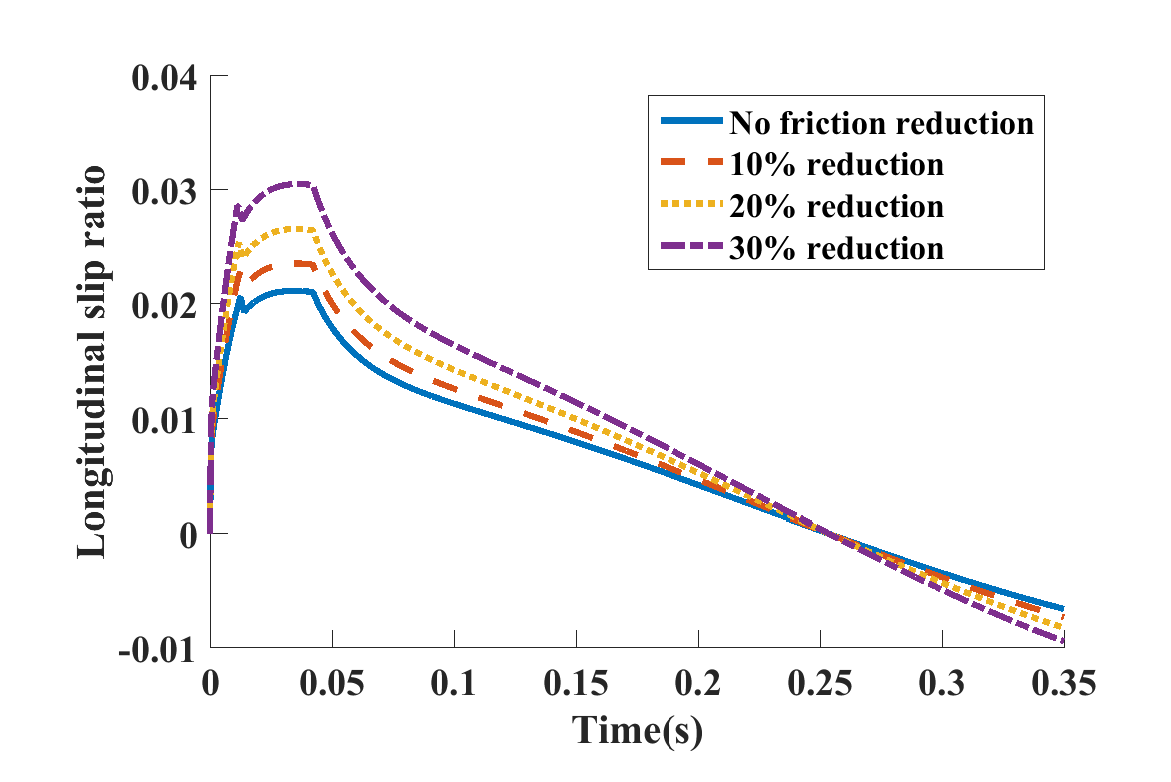 0.04
0.03
0.02
0.01
0
-0.01
Longitudinal slip ratio
No friction reduction
10% reduction
20% reduction
30% reduction
0 0.05 0.1 0.15 0.2 0.25 0.3 0.35
Time(s)